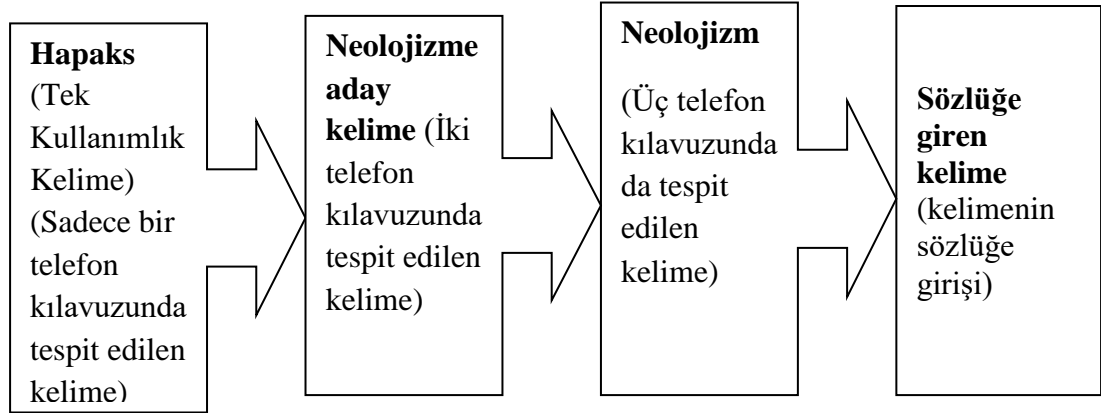 Hapaks
(Tek
Kullanımlık
Kelime)
(Sadece bir
telefon
kılavuzunda
tespit edilen
kelime)
Neolojizme
aday
kelime (İki
telefon
kılavuzunda
tespit edilen
kelime)
Neolojizm
(Üç telefon
kılavuzunda
da tespit
edilen
kelime)
Sözlüğe
giren
kelime
(kelimenin
sözlüğe
girişi)